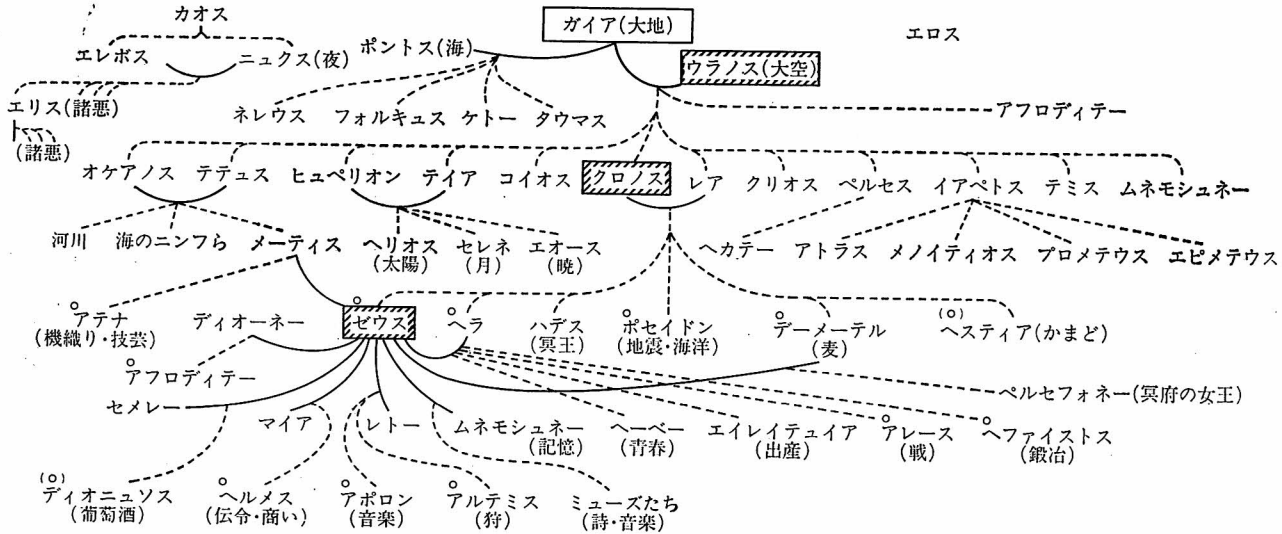 カオス
ガイア(大地)
エロス
エレボス ニュクス(夜) ポントス(海)
ウラノス(大空)
エリス(諸悪)
ネレウス フォルキュス ケトー タウマス
アフロディテー
(諸悪)
オケアノス テテュス ヒュペリオン テイア コイオス クロノス レア クリオス ペルセス イアペトス テミス ムネモシュネー
河川 海のニンフら メーティス ヘリオス セレネ エオース ヘカテー アトラス メノイティオス プロメテウス エピメテウス
(太陽) (月) (暁)
アテナ ディオーネー ゼウス ヘラ ハデス ポセイドン デーメーテル ヘスティア(かまど)
(機織り・技芸) (冥王) (地震・海洋) (麦)
アフロディテー
ペルセフォネー(冥府の女王)
セメレー
マイア レトー ムネモシュネー ヘーベー エイレイテュイア アレース ヘファイストス
(記憶) (青春) (出産) (戦) (鍛冶)
ディオニュソス ヘルメス アポロン アルテミス ミューズたち
(葡萄酒) (伝令・商い) (音楽) (狩) (詩・音楽)